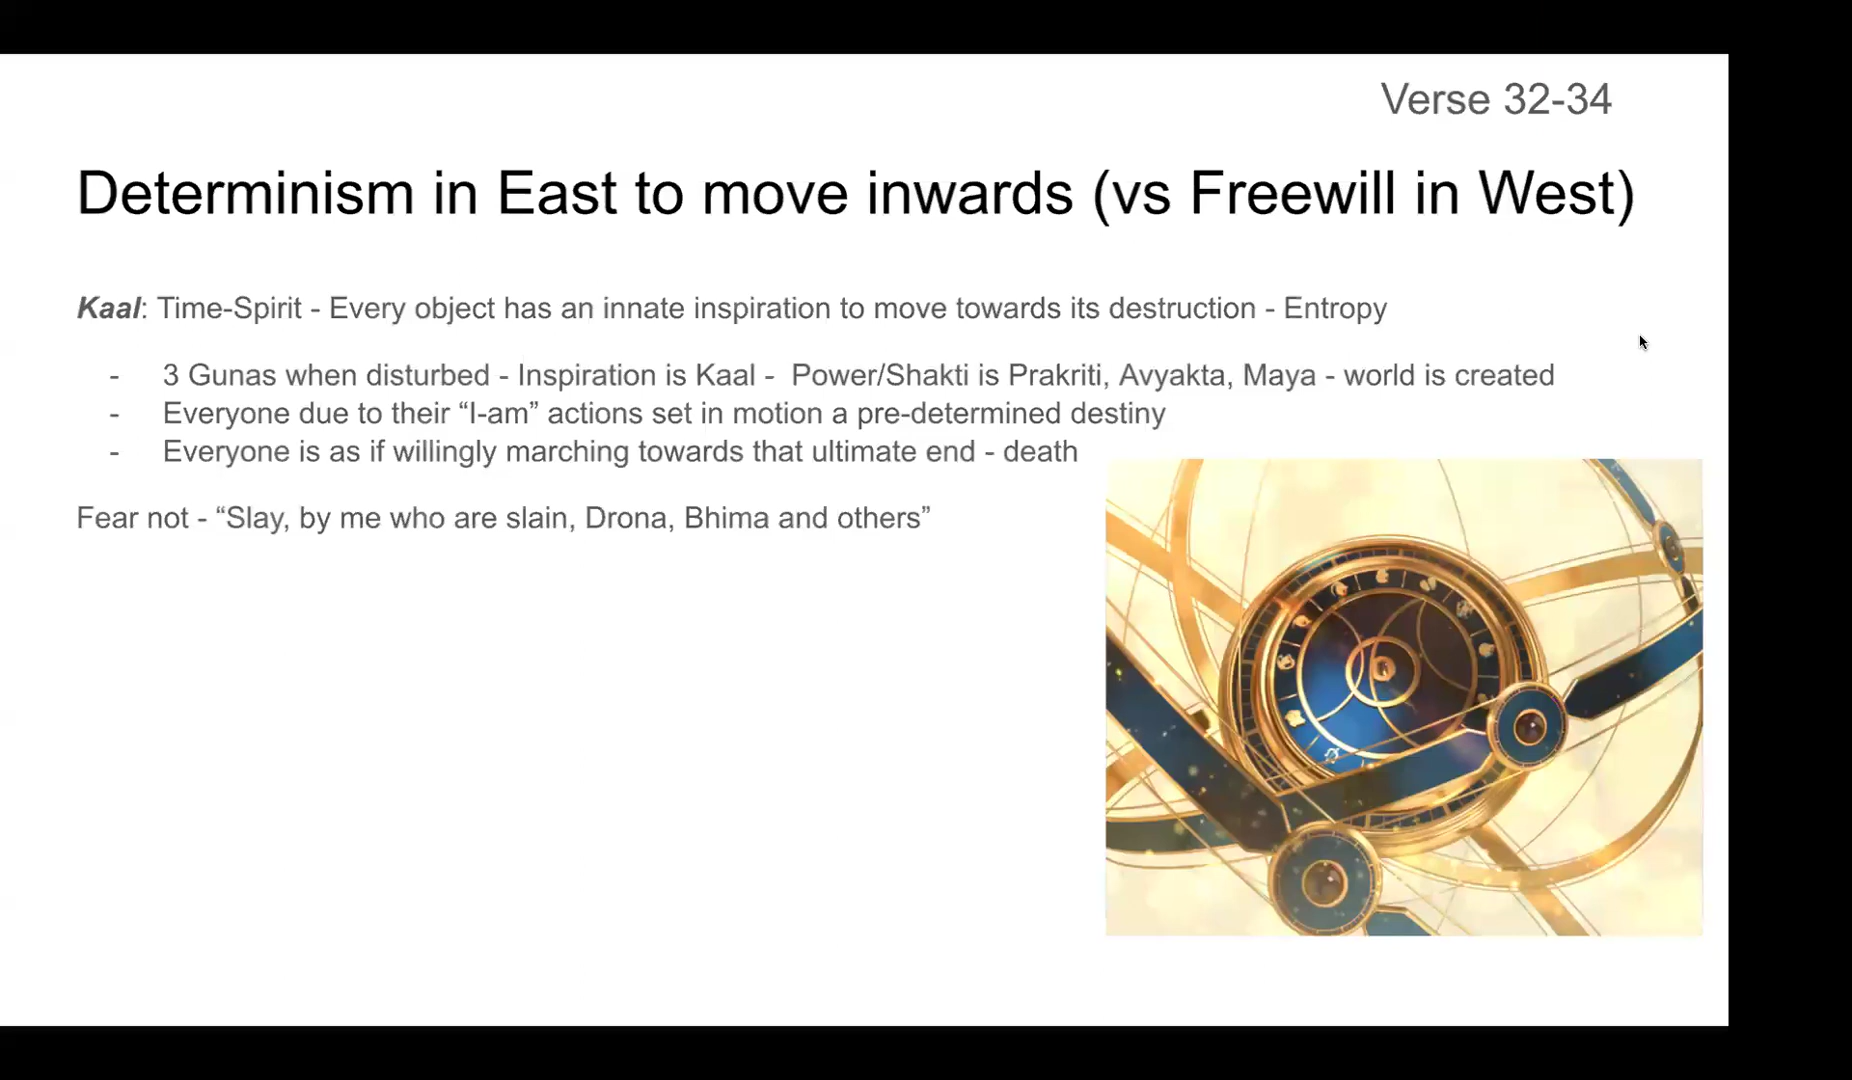 Verse 32-34
Determinism in East to move inwards (vs Freewill in West)
Kaal: Time-Spirit - Every object has an innate inspiration to move towards its destruction - Entropy
- 3 Gunas when disturbed - Inspiration is Kaal - Power/Shakti is Prakriti, Avyakta, Maya - world is created
- Everyone due to their “I-am” actions set in motion a pre-determined destiny
- Everyone is as if willingly marching towards that ultimate end - death
Fear not - “Slay, by me who are slain, Drona, Bhima and others”